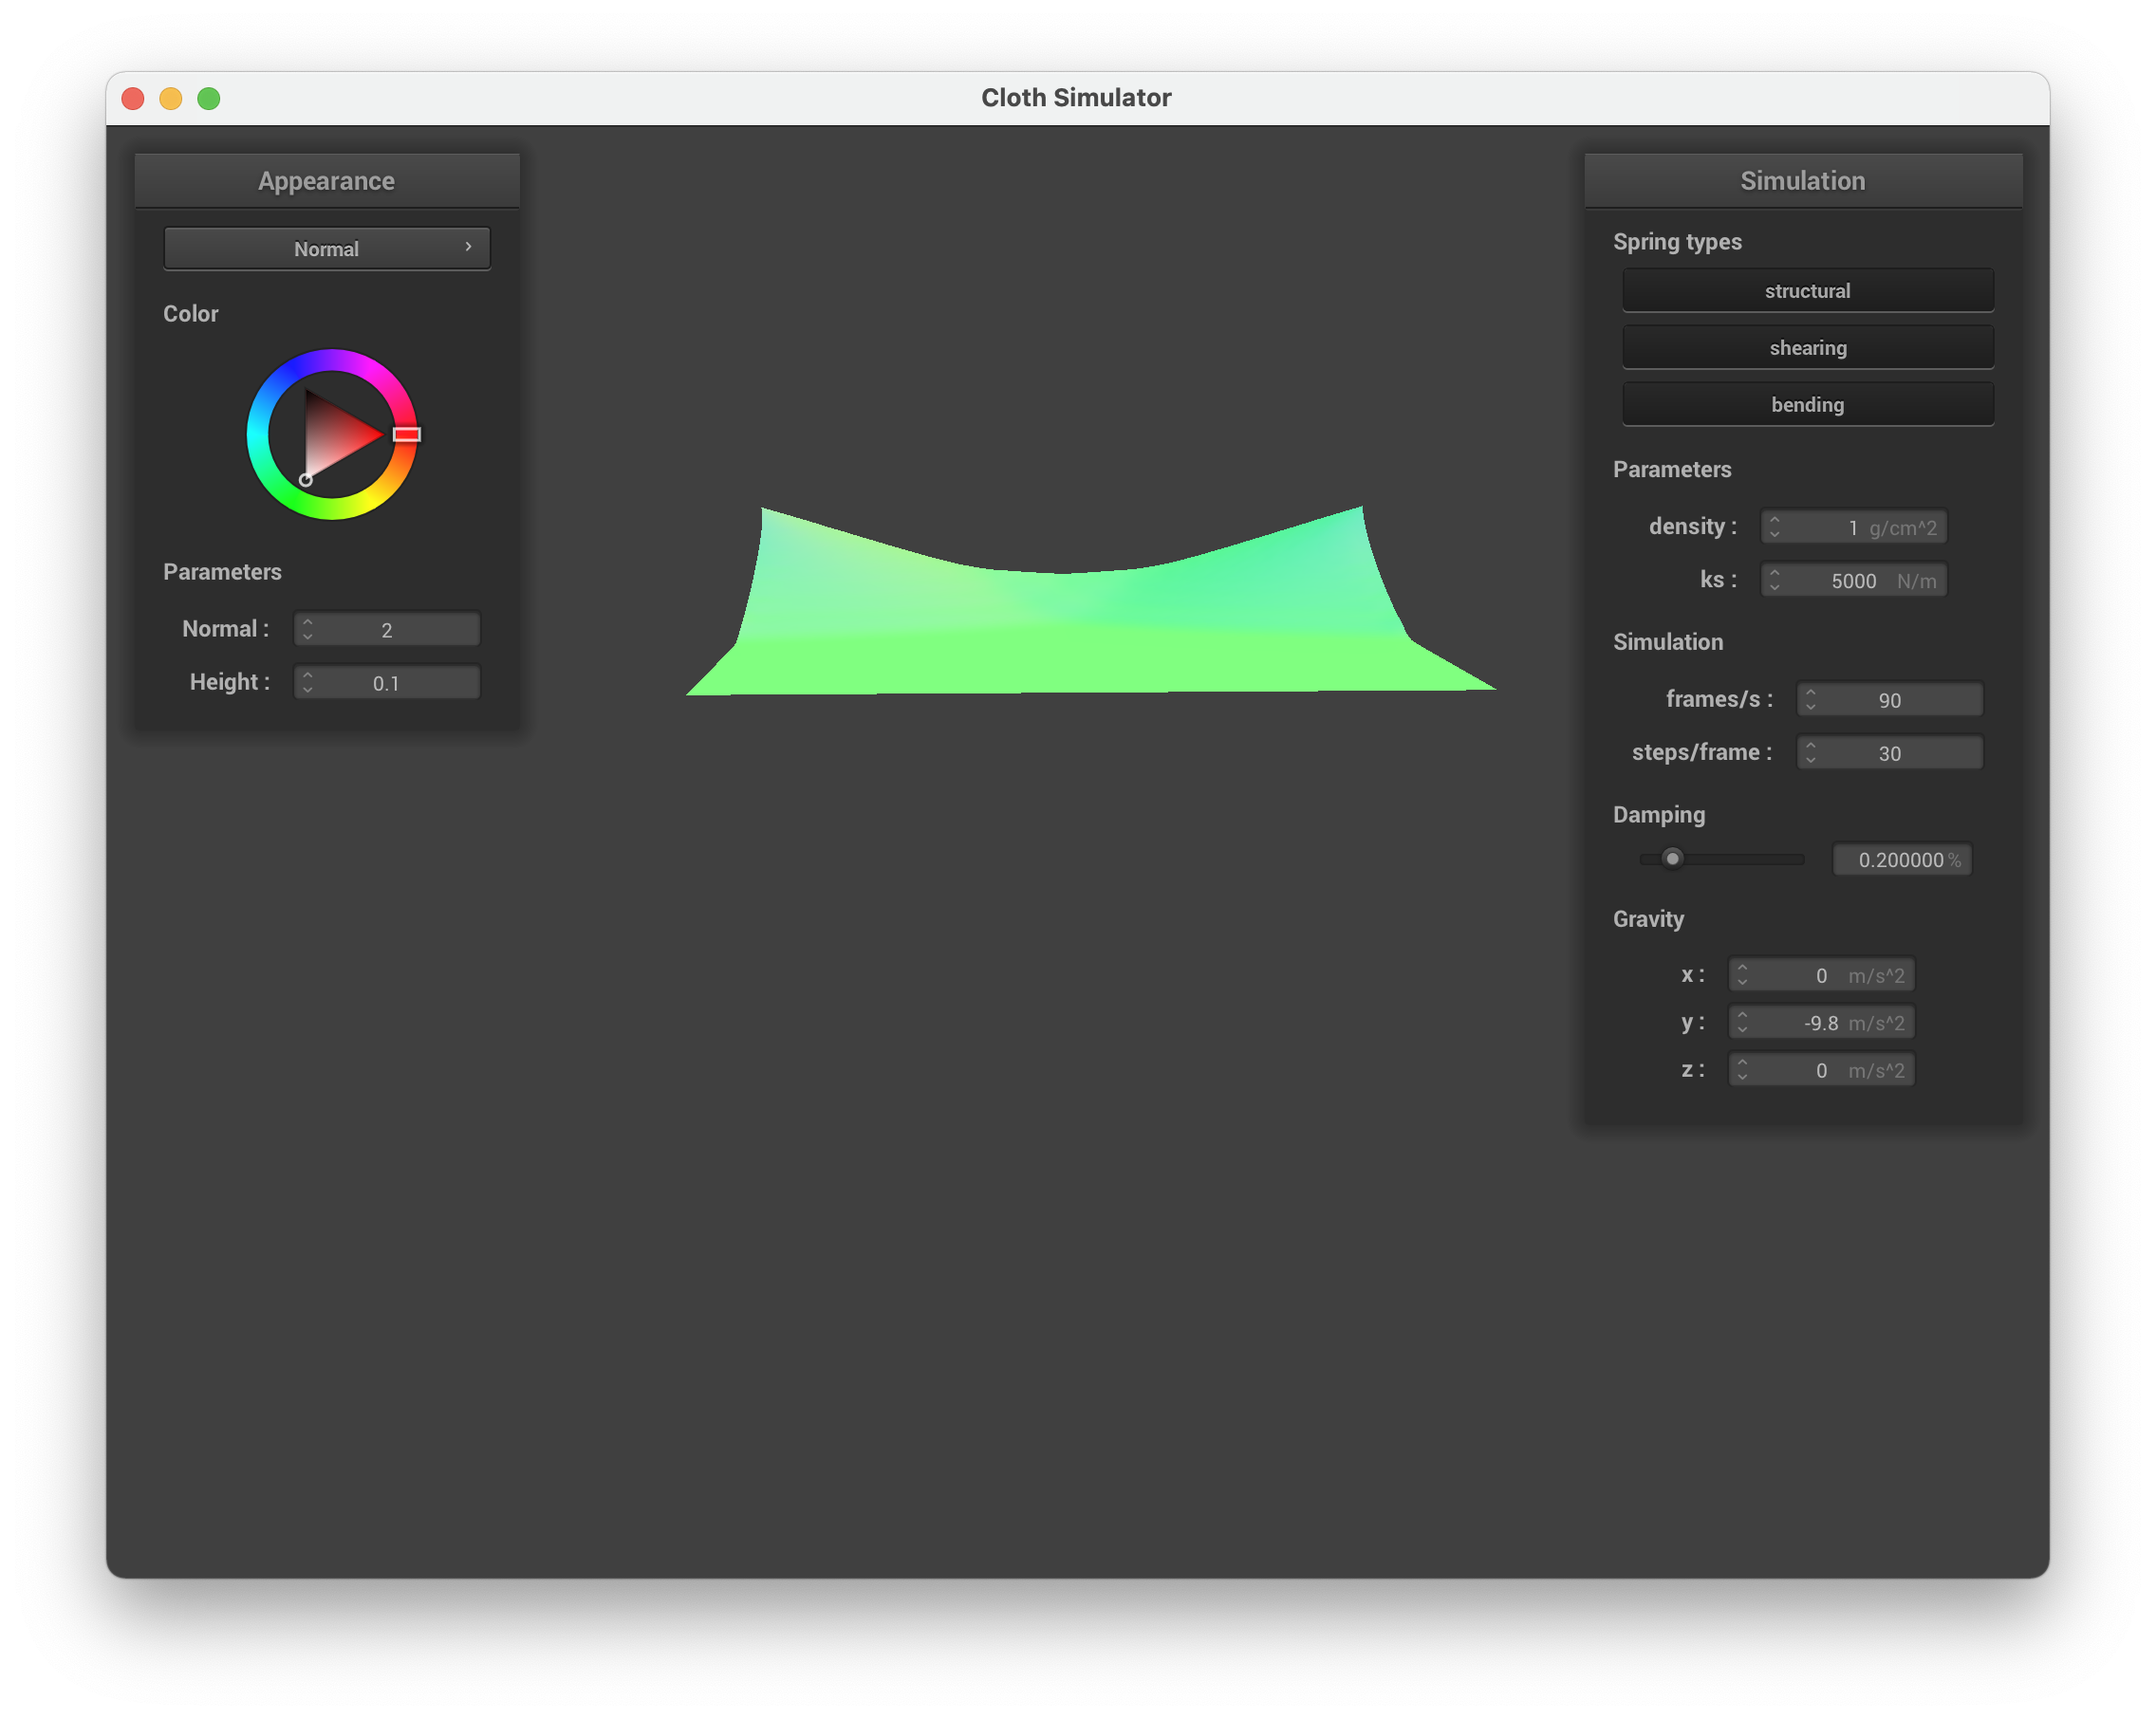 Cloth Simulator
Appearance
Normal
Color
Parameters
Normal : 2
Height : 0.1
Simulation
Spring types
structural
shearing
bending
Parameters
density : 1 g/cm^2
ks : 5000 N/m
Simulation
frames/s : 90
steps/frame : 30
Damping
0.200000 %
Gravity
x : 0 m/s^2
y : -9.8 m/s^2
z : 0 m/s^2